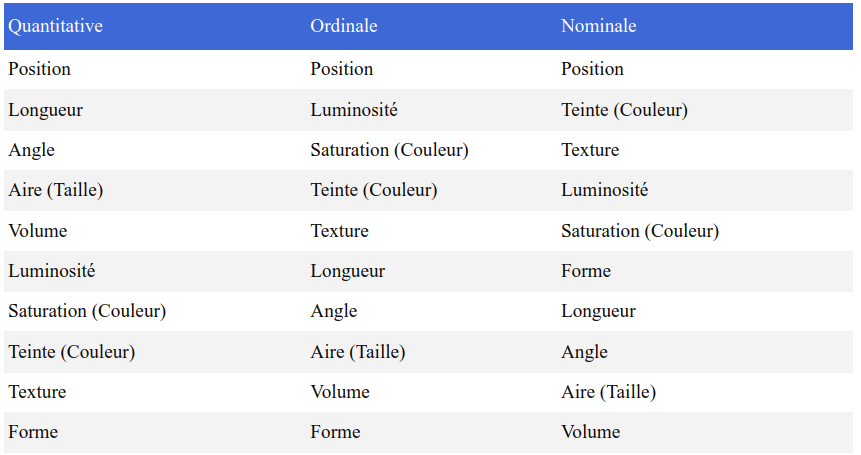 Quantitative Ordinale Nominale
Position Position Position
Longueur Luminosité Teinte (Couleur)
Angle Saturation (Couleur) Texture
Aire (Taille) Teinte (Couleur) Luminosité
Volume Texture Saturation (Couleur)
Luminosité Longueur Forme
Saturation (Couleur) Angle Longueur
Teinte (Couleur) Aire (Taille) Angle
Texture Volume Aire (Taille)
Forme Forme Volume